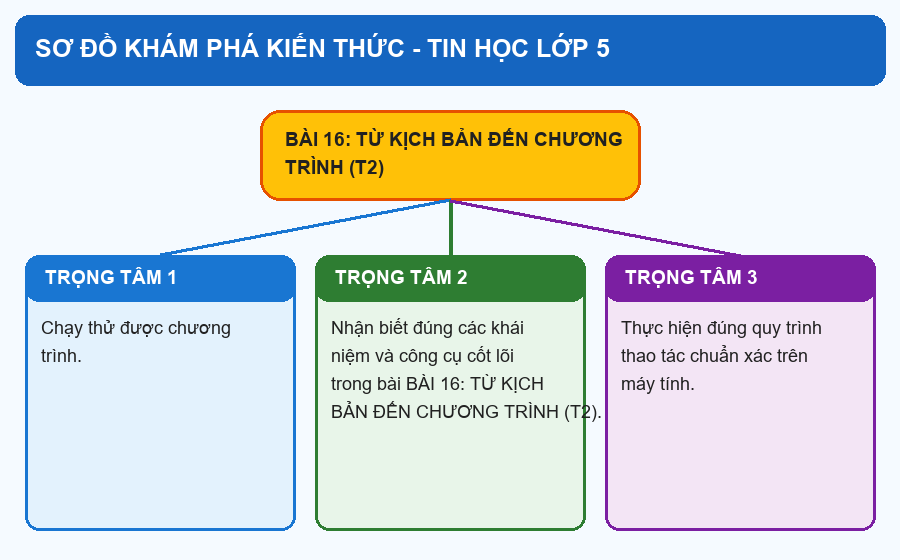 SƠ ĐỒ KHÁM PHÁ KIẾN THỨC - TIN HỌC LỚP 5
BÀI 16: TỪ KỊCH BẢN ĐẾN CHƯƠNG
TRÌNH (T2)
TRỌNG TÂM 1
Chạy thử được chương
trình.
TRỌNG TÂM 2
Nhận biết đúng các khái
niệm và công cụ cốt lõi
trong bài BÀI 16: TỪ KỊCH
BẢN ĐẾN CHƯƠNG TRÌNH (T2).
TRỌNG TÂM 3
Thực hiện đúng quy trình
thao tác chuẩn xác trên
máy tính.